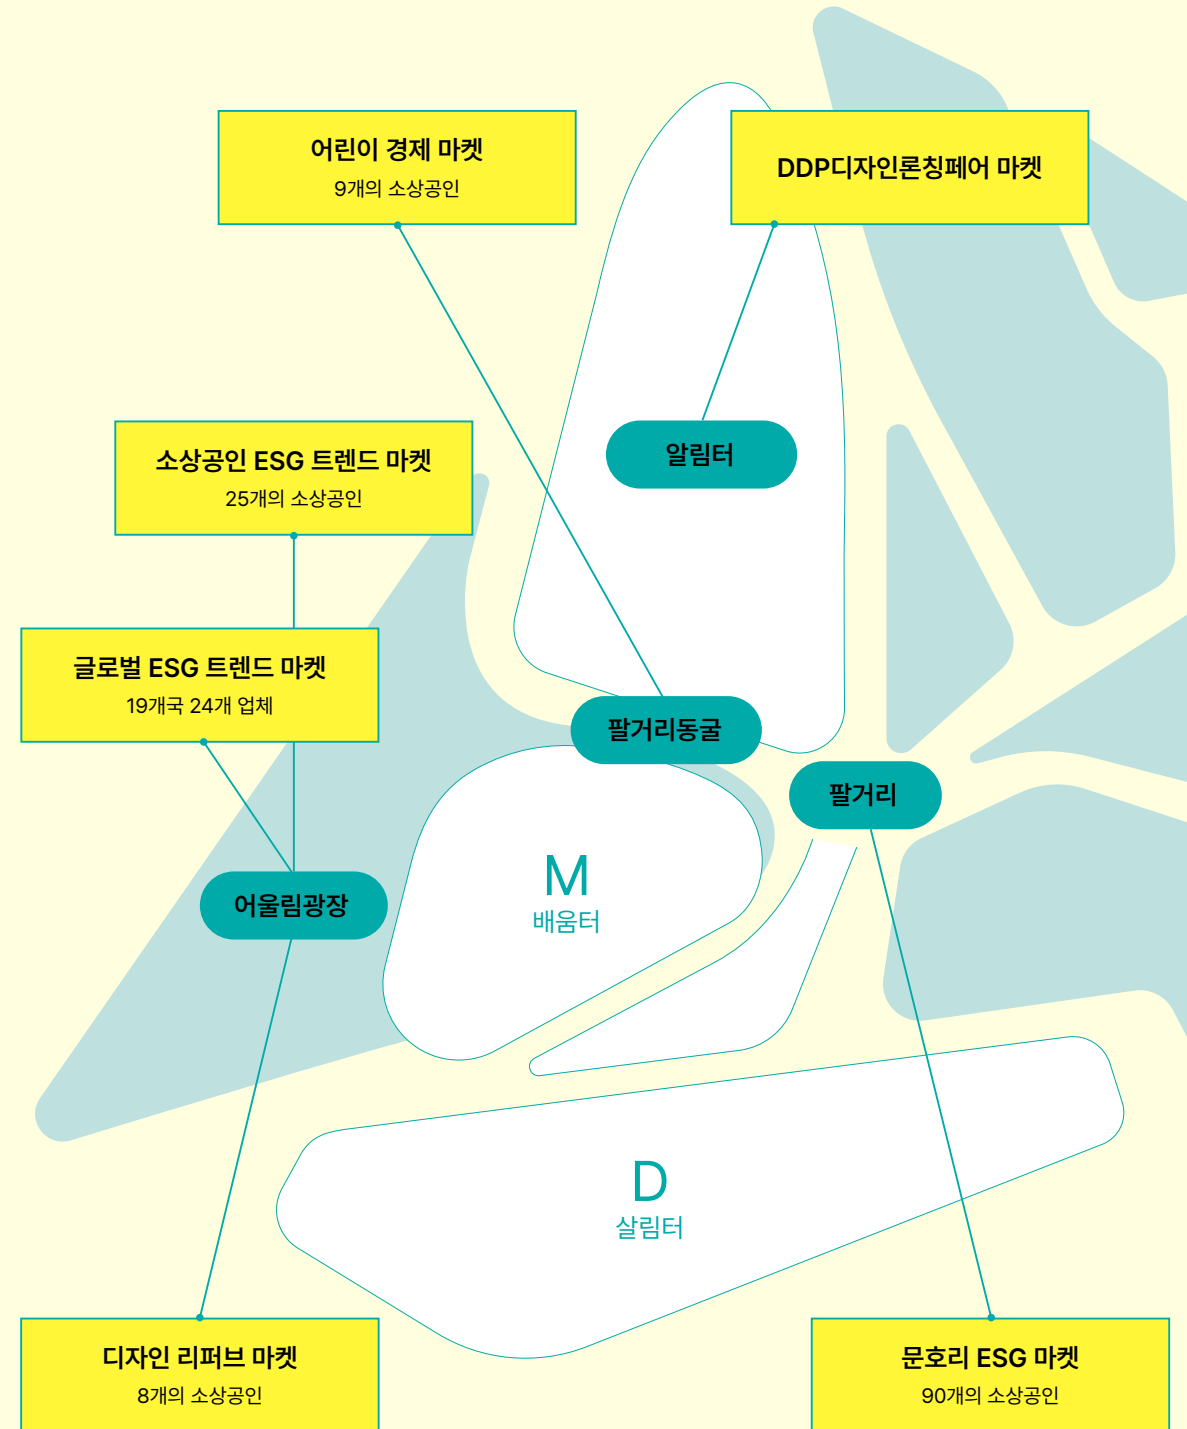 어린이 경제 마켓
9개의 소상공인
DDP디자인론칭페어 마켓
소상공인 ESG 트렌드 마켓
25개의 소상공인
알림터
글로벌 ESG 트렌드 마켓
19개국 24개 업체
팔거리동굴
팔거리
M
배움터
어울림광장
D
살림터
디자인 리퍼브 마켓
8개의 소상공인
문호리 ESG 마켓
90개의 소상공인